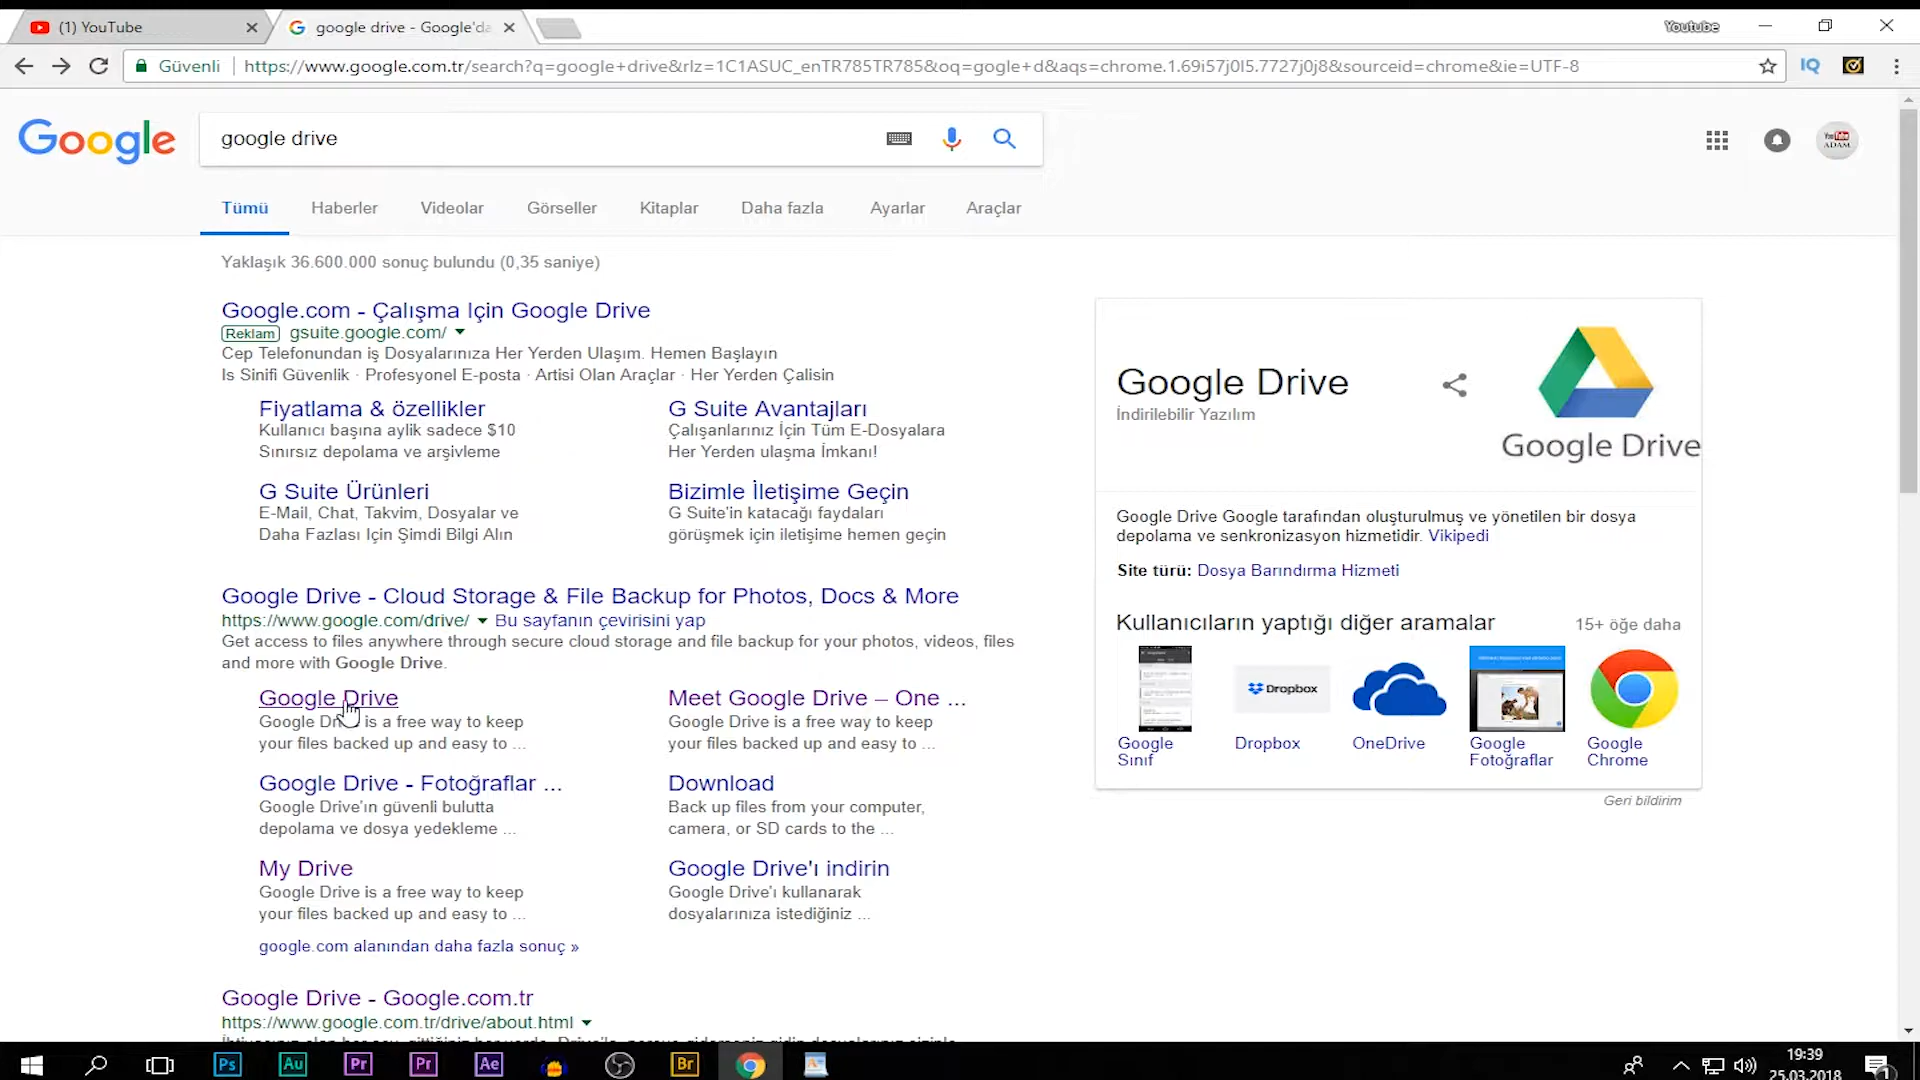 (1) YouTube
google drive - Google'da
Youtube
Güvenli
https://www.google.com.tr/search?q=google+drive&rlz=1C1ASUC_enTR785TR785&oq=gogle+d&aqs=chrome.1.69i57j0l5.7727j0j8&sourceid=chrome&ie=UTF-8
IQ
Google
google drive
You Tube
ADAM
Tümü
Haberler
Videolar
Görseller
Kitaplar
Daha fazla
Ayarlar
Araçlar
Yaklaşık 36.600.000 sonuç bulundu (0,35 saniye)
Google.com - Çalışma Için Google Drive
Reklam gsuite.google.com/
Cep Telefonundan iş Dosyalarınıza Her Yerden Ulaşım. Hemen Başlayın
Is Sinifi Güvenlik · Profesyonel E-posta · Artisi Olan Araçlar · Her Yerden Çalisin
Fiyatlama & özellikler
Kullanıcı başına aylik sadece $10
Sınırsız depolama ve arşivleme
G Suite Avantajları
Çalışanlarınız İçin Tüm E-Dosyalara
Her Yerden ulaşma İmkanı!
G Suite Ürünleri
E-Mail, Chat, Takvim, Dosyalar ve
Daha Fazlası Için Şimdi Bilgi Alın
Bizimle İletişime Geçin
G Suite'in katacağı faydaları
görüşmek için iletişime hemen geçin
Google Drive - Cloud Storage & File Backup for Photos, Docs & More
https://www.google.com/drive/ Bu sayfanın çevirisini yap
Get access to files anywhere through secure cloud storage and file backup for your photos, videos, files
and more with Google Drive.
Google Drive
Google Drive is a free way to keep
your files backed up and easy to ...
Meet Google Drive – One ...
Google Drive is a free way to keep
your files backed up and easy to ...
Google Drive - Fotoğraflar ...
Google Drive'ın güvenli bulutta
depolama ve dosya yedekleme ...
Download
Back up files from your computer,
camera, or SD cards to the ...
My Drive
Google Drive is a free way to keep
your files backed up and easy to ...
Google Drive'ı indirin
Google Drive'ı kullanarak
dosyalarınıza istediğiniz ...
google.com alanından daha fazla sonuç »
Google Drive - Google.com.tr
https://www.google.com.tr/drive/about.html
Google Drive
İndirilebilir Yazılım
Google Drive
Google Drive Google tarafından oluşturulmuş ve yönetilen bir dosya
depolama ve senkronizasyon hizmetidir. Vikipedi
Site türü: Dosya Barındırma Hizmeti
Kullanıcıların yaptığı diğer aramalar
15+ öğe daha
Dropbox
Google
Sınıf
Dropbox
OneDrive
Google
Fotoğraflar
Google
Chrome
Geri bildirim
Ps
Au
Pr
Pr
Ae
Br
19:39
25.03.2018
1